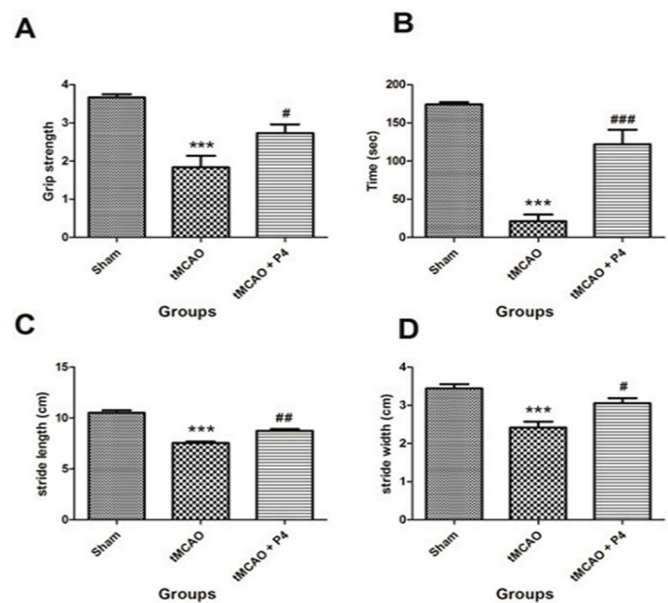 A
Grip strength
4
3
2
1
0
***
#
Sham
tMCAO
tMCAO + P4
Groups
B
Time (sec)
200
150
100
50
0
***
###
Sham
tMCAO
tMCAO + P4
Groups
C
stride length (cm)
15
10
5
0
***
##
Sham
tMCAO
tMCAO + P4
Groups
D
stride width (cm)
4
3
2
1
0
***
#
Sham
tMCAO
tMCAO + P4
Groups